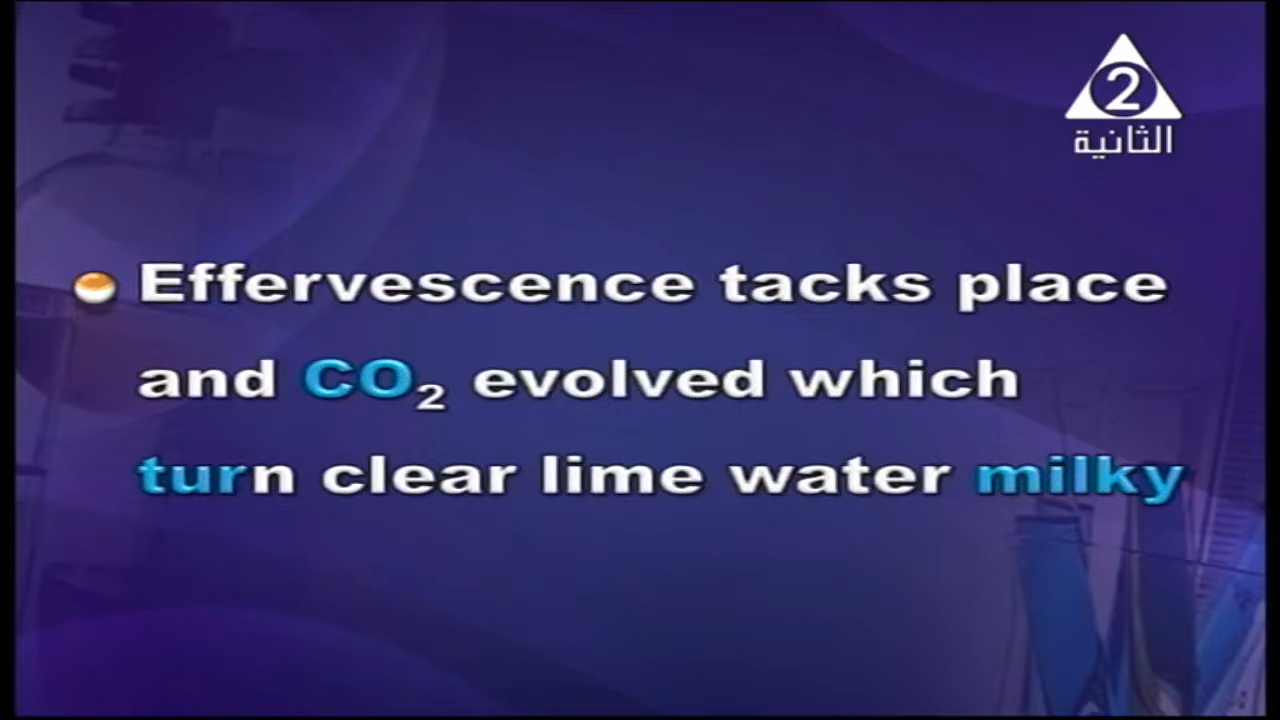 2
الثانية
Effervescence tacks place
and CO₂ evolved which
turn clear lime water milky